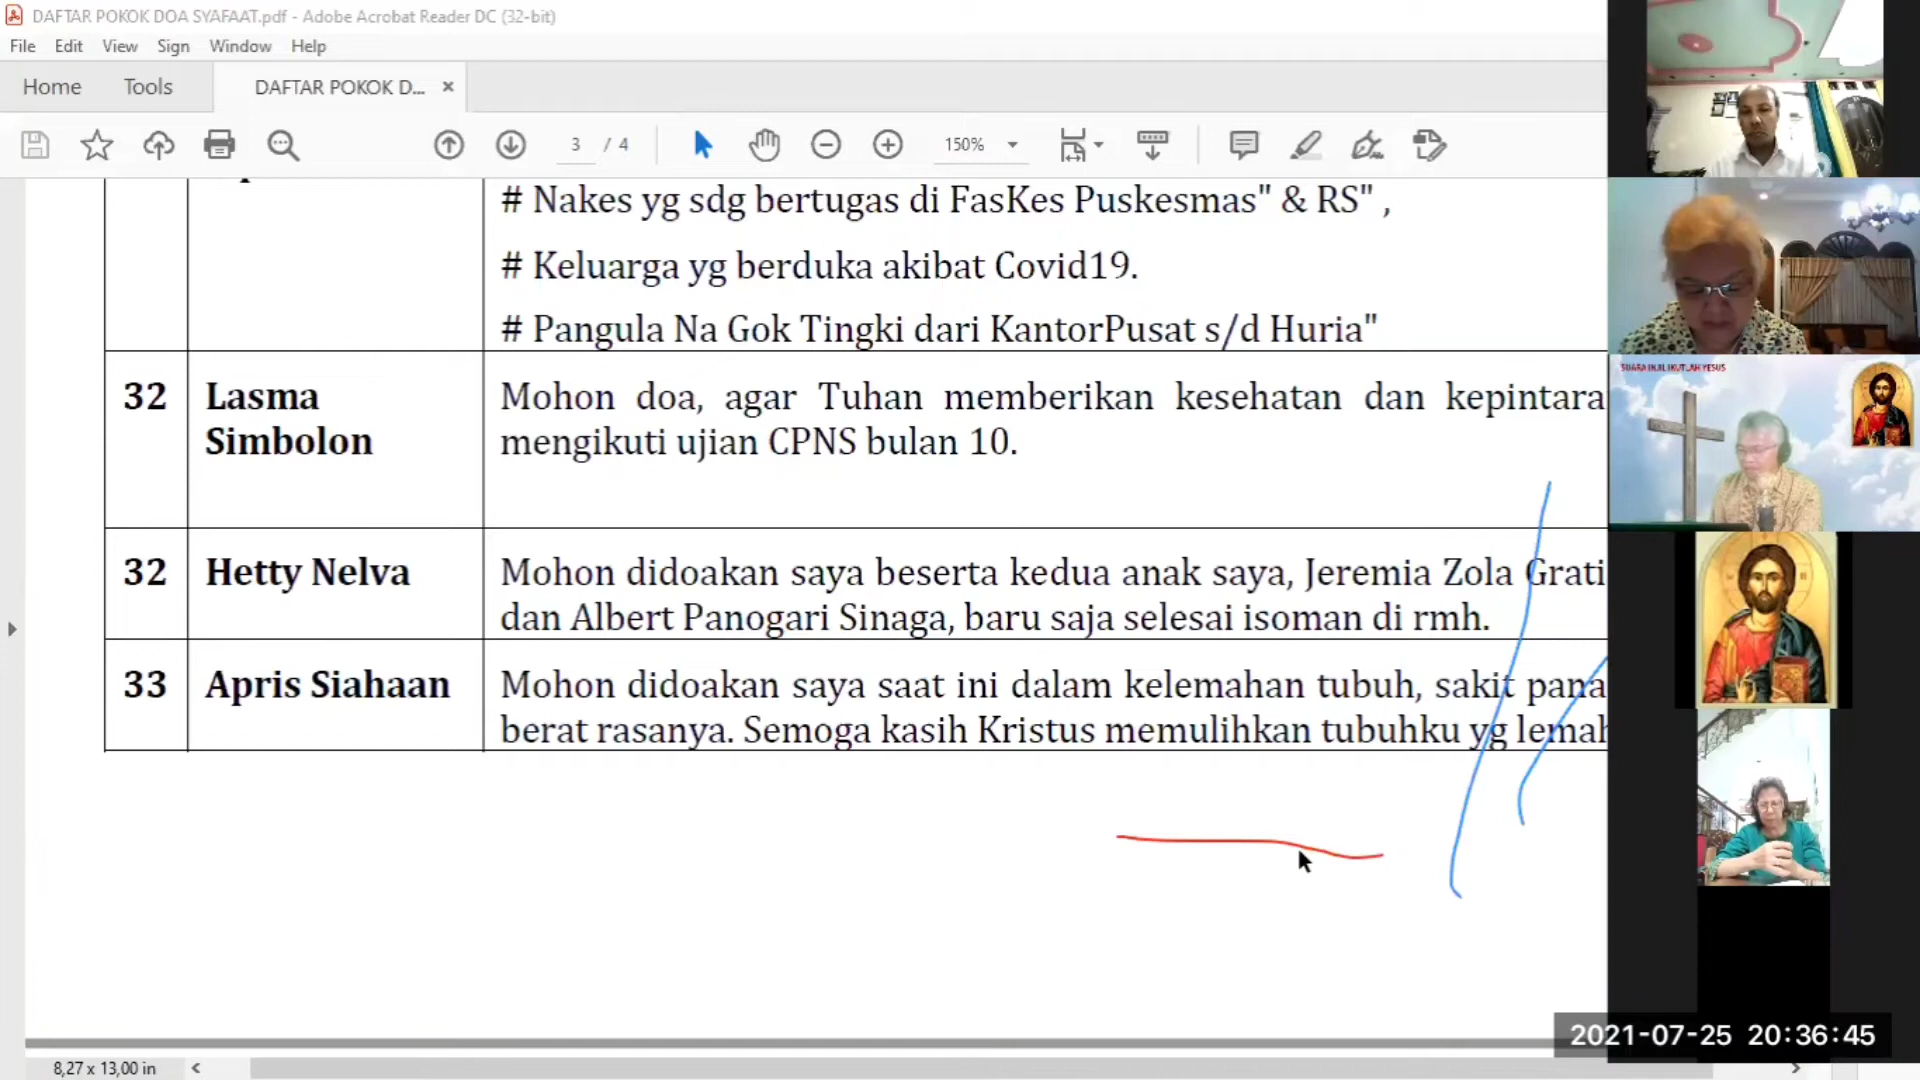 DAFTAR POKOK DOA SYAFAAT.pdf - Adobe Acrobat Reader DC (32-bit)
File Edit View Sign Window Help
Home Tools DAFTAR POKOK D... ×
3 / 4 150%
# Nakes yg sdg bertugas di FasKes Puskesmas" & RS" ,
# Keluarga yg berduka akibat Covid19.
# Pangula Na Gok Tingki dari KantorPusat s/d Huria"
32 Lasma Mohon doa, agar Tuhan memberikan kesehatan dan kepintara
Simbolon mengikuti ujian CPNS bulan 10.
32 Hetty Nelva Mohon didoakan saya beserta kedua anak saya, Jeremia Zola Grati
dan Albert Panogari Sinaga, baru saja selesai isoman di rmh.
33 Apris Siahaan Mohon didoakan saya saat ini dalam kelemahan tubuh, sakit pana
berat rasanya. Semoga kasih Kristus memulihkan tubuhku yg lemah
8,27 x 13,00 in
SUARA INJIL IKUTLAH YESUS
2021-07-25 20:36:45